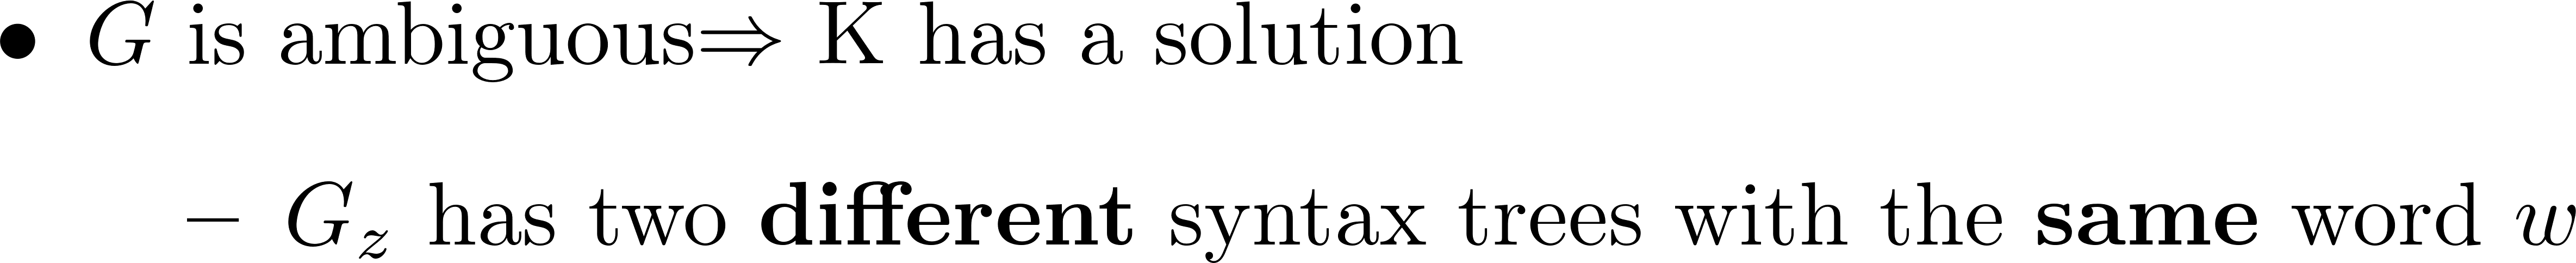 • G is ambiguous⇒ K has a solution
– G_z has two different syntax trees with the same word w